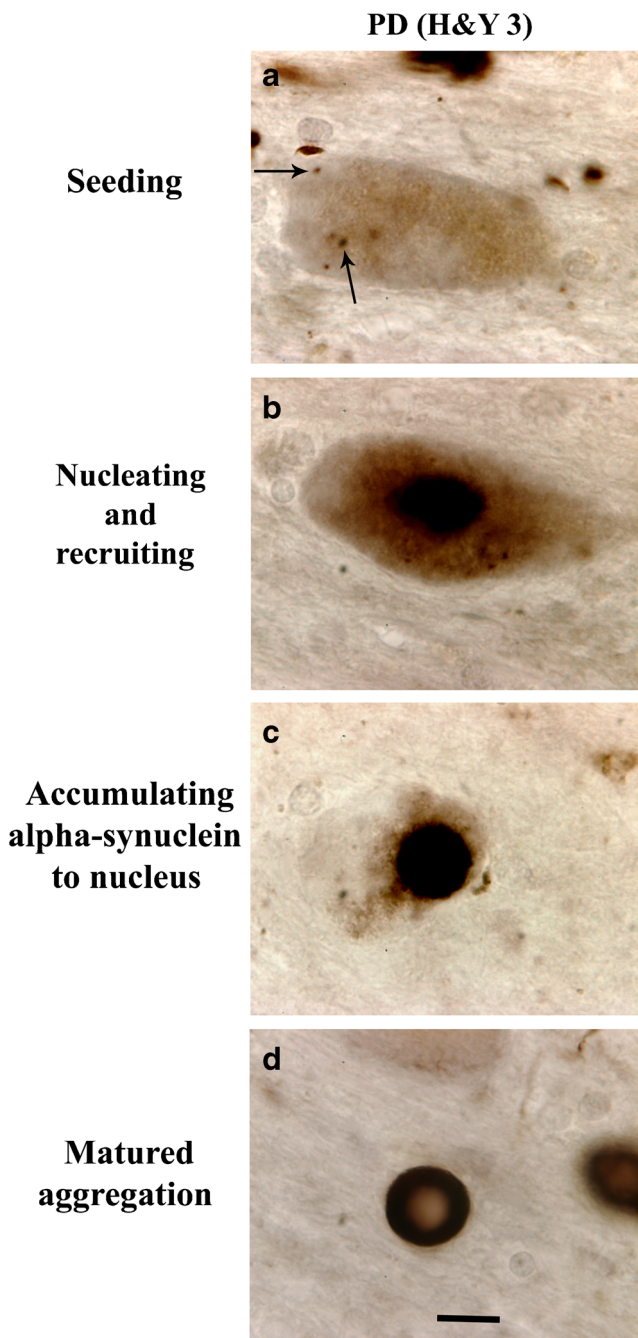 PD (H&Y 3)
a
Seeding
b
Nucleating
and
recruiting
c
Accumulating
alpha-synuclein
to nucleus
d
Matured
aggregation